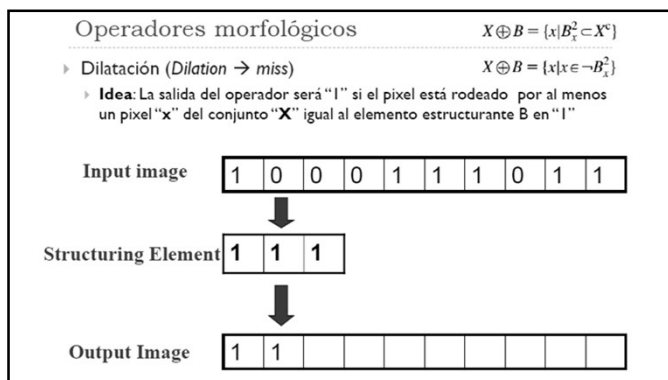 Operadores morfológicos
X⊕B = {x|B²ₓ⊂Xᶜ}
Dilatación (Dilation → miss)
X⊕B = {x|x∈¬B²ₓ}
Idea: La salida del operador será "1" si el pixel está rodeado por al menos
un pixel "x" del conjunto "X" igual al elemento estructurante B en "1"
Input image 1 0 0 0 1 1 1 0 1 1
Structuring Element 1 1 1
Output Image 1 1